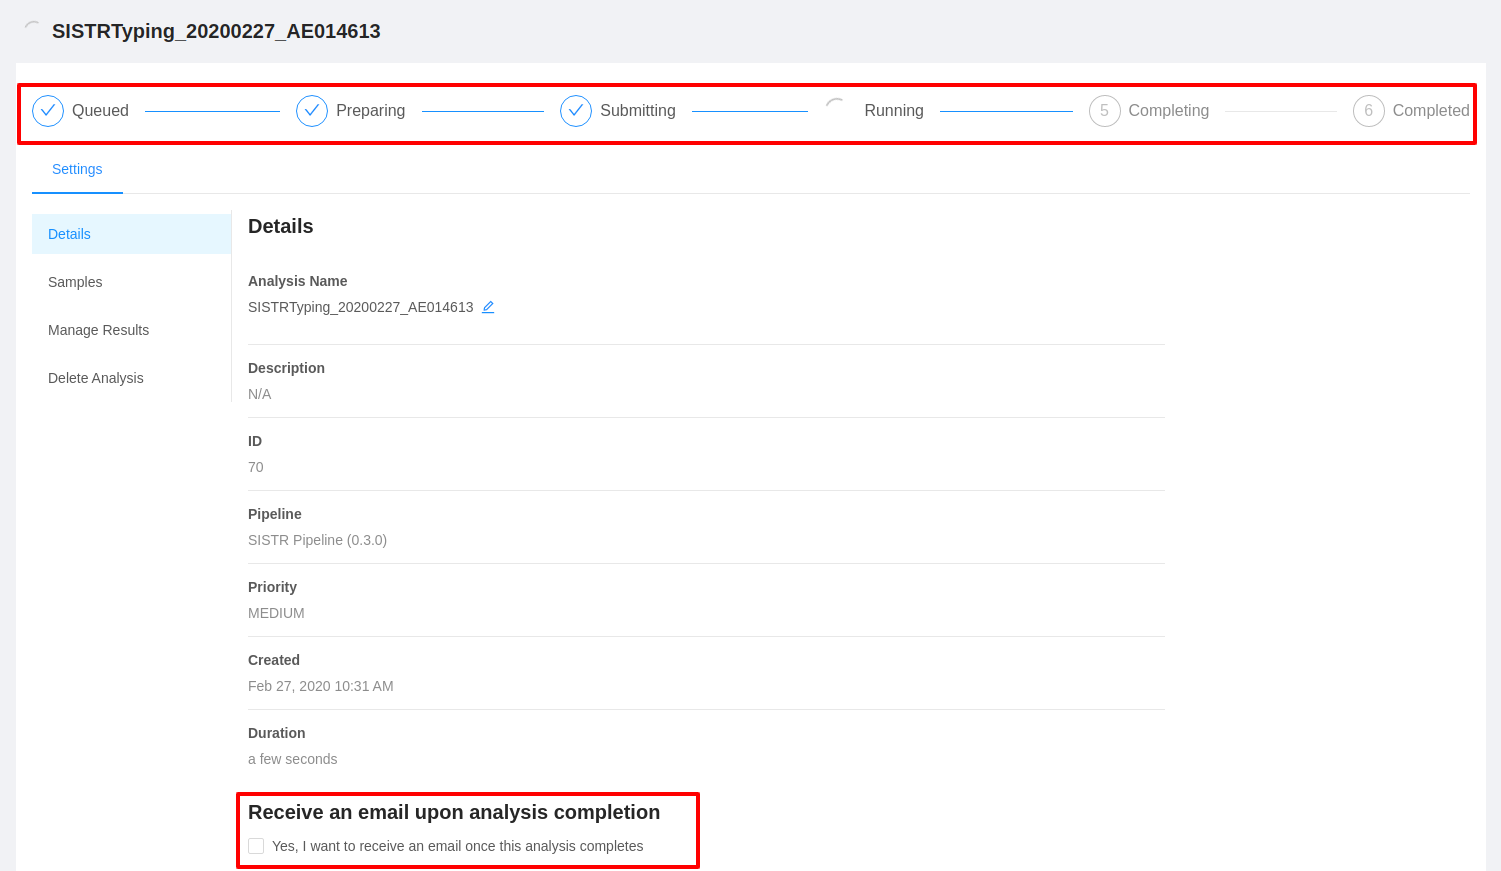 SISTRTyping_20200227_AE014613
Queued Preparing Submitting Running 5 Completing 6 Completed
Settings
Details
Samples
Manage Results
Delete Analysis
Details
Analysis Name
SISTRTyping_20200227_AE014613
Description
N/A
ID
70
Pipeline
SISTR Pipeline (0.3.0)
Priority
MEDIUM
Created
Feb 27, 2020 10:31 AM
Duration
a few seconds
Receive an email upon analysis completion
Yes, I want to receive an email once this analysis completes